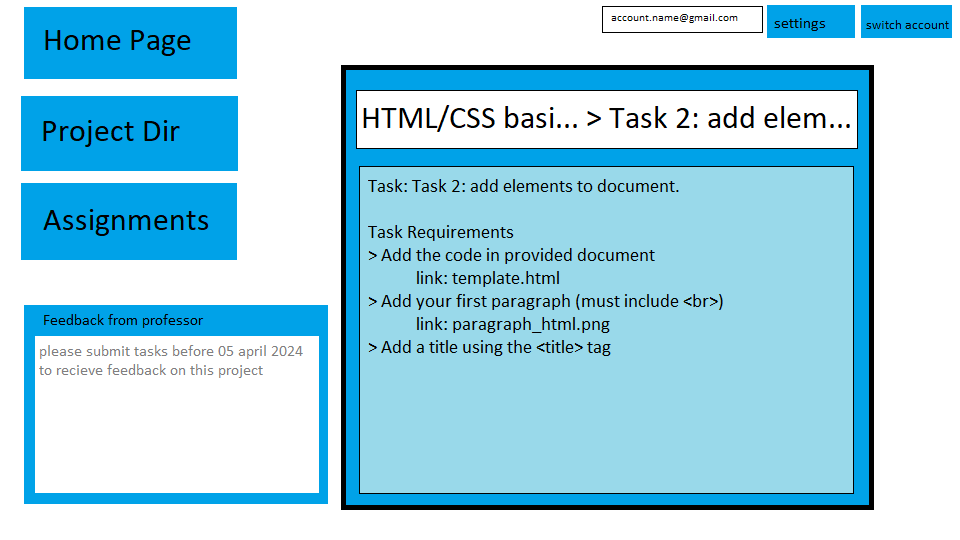 Home Page
account.name@gmail.com
settings
switch account
Project Dir
Assignments
HTML/CSS basi... > Task 2: add elem...
Task: Task 2: add elements to document.
Task Requirements
> Add the code in provided document
link: template.html
> Add your first paragraph (must include <br>)
link: paragraph_html.png
> Add a title using the <title> tag
Feedback from professor
please submit tasks before 05 april 2024
to recieve feedback on this project